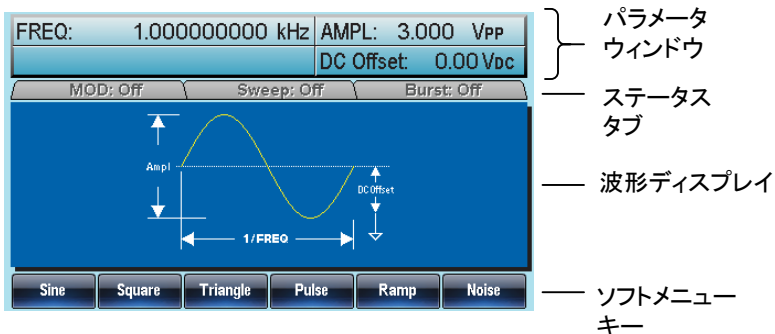 FREQ: 1.000000000 kHz AMPL: 3.000 VPP
DC Offset: 0.00 VDC
MOD: Off Sweep: Off Burst: Off
Ampl
DC Offset
1/FREQ
Sine Square Triangle Pulse Ramp Noise
パラメータ
ウィンドウ
ステータス
タブ
波形ディスプレイ
ソフトメニュー
キー